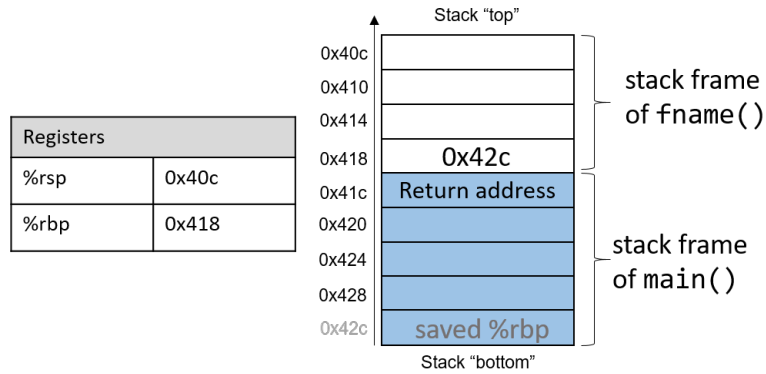 Stack “top”
0x40c
0x410
0x414
0x418 0x42c
stack frame
of fname()
Registers
%rsp 0x40c
%rbp 0x418
0x41c Return address
0x420
0x424
0x428
0x42c saved %rbp
stack frame
of main()
Stack “bottom”